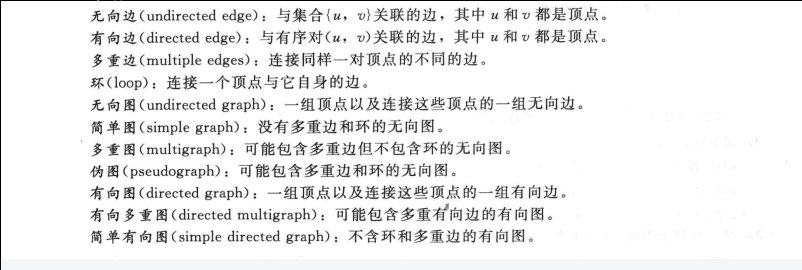 无向边(undirected edge)：与集合{u，v}关联的边，其中 u 和 v 都是顶点。
有向边(directed edge)：与有序对(u，v)关联的边，其中 u 和 v 都是顶点。
多重边(multiple edges)：连接同样一对顶点的不同的边。
环(loop)：连接一个顶点与它自身的边。
无向图(undirected graph)：一组顶点以及连接这些顶点的一组无向边。
简单图(simple graph)：没有多重边和环的无向图。
多重图(multigraph)：可能包含多重边但不包含环的无向图。
伪图(pseudograph)：可能包含多重边和环的无向图。
有向图(directed graph)：一组顶点以及连接这些顶点的一组有向边。
有向多重图(directed multigraph)：可能包含多重有向边的有向图。
简单有向图(simple directed graph)：不含环和多重边的有向图。